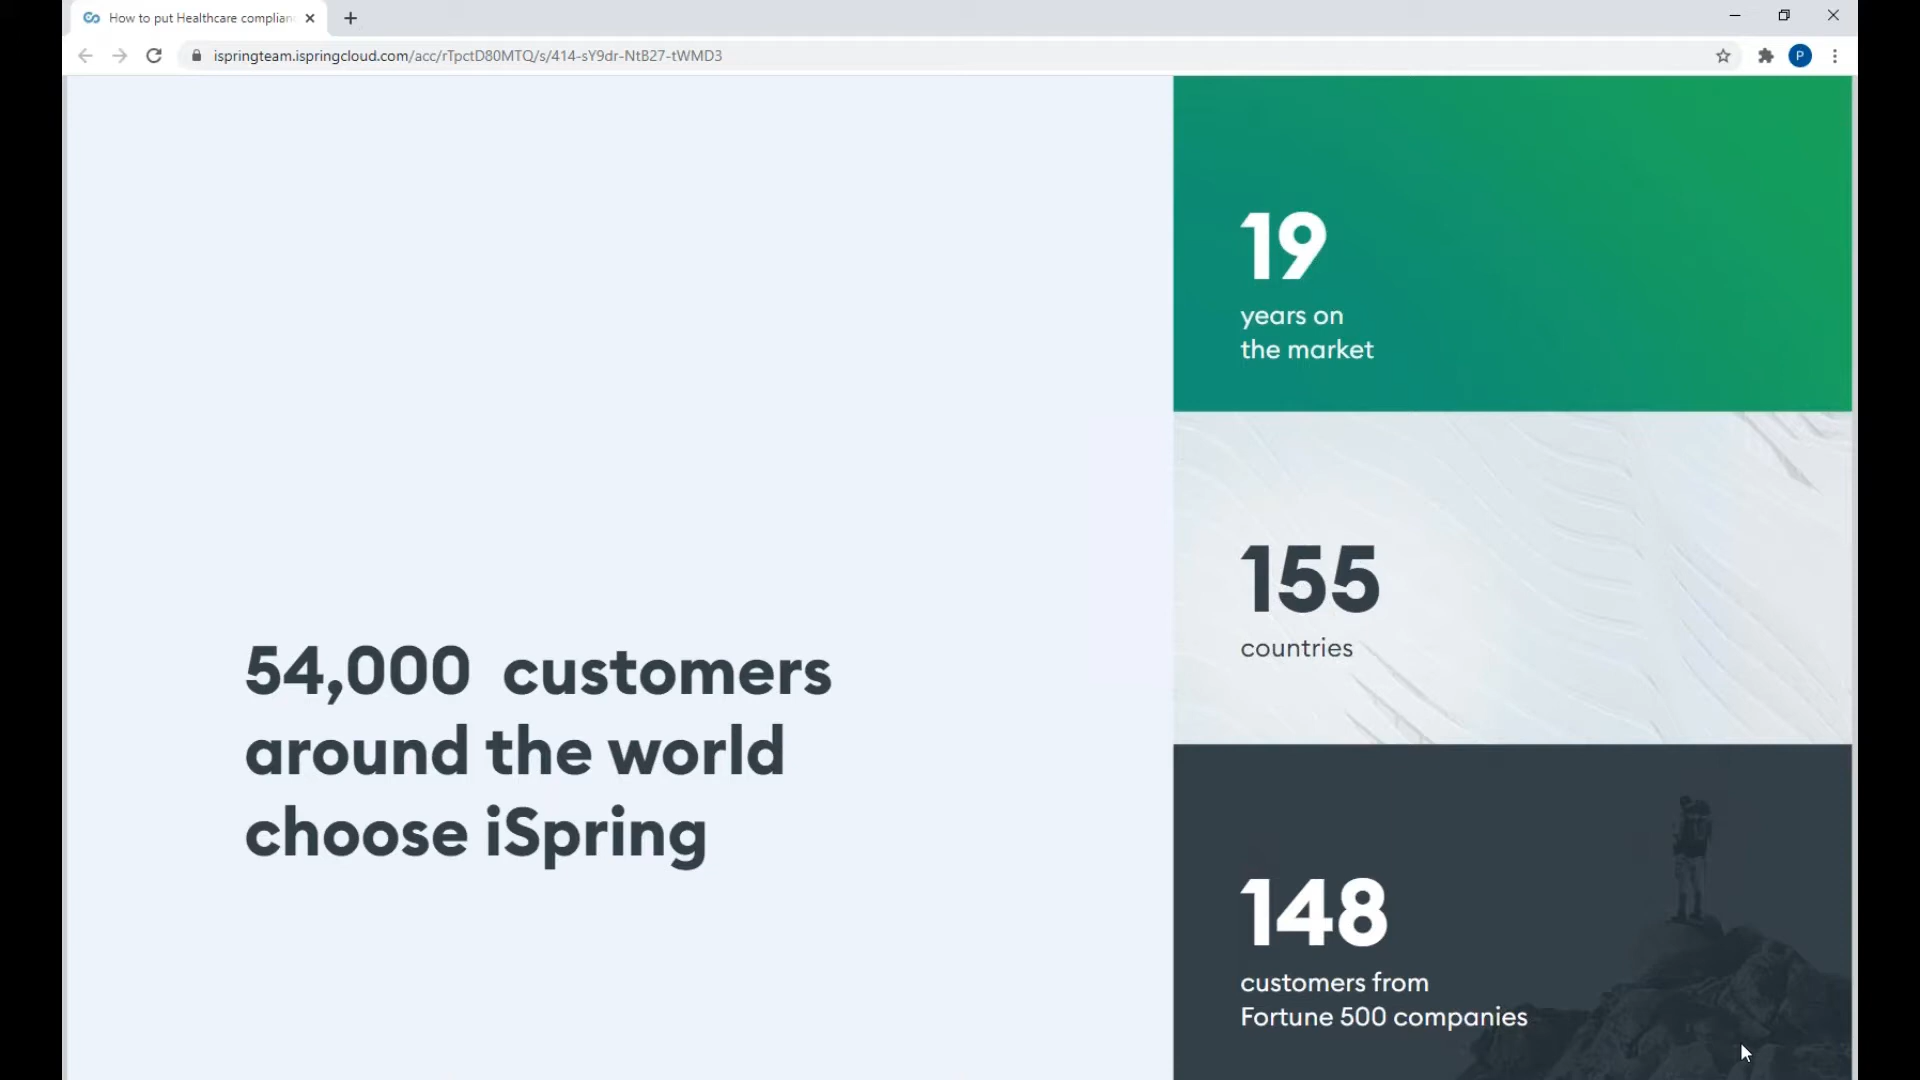 How to put Healthcare complian
ispringteam.ispringcloud.com/acc/rTpctD80MTQ/s/414-sY9dr-NtB27-tWMD3
P
54,000 customers
around the world
choose iSpring
19
years on
the market
155
countries
148
customers from
Fortune 500 companies